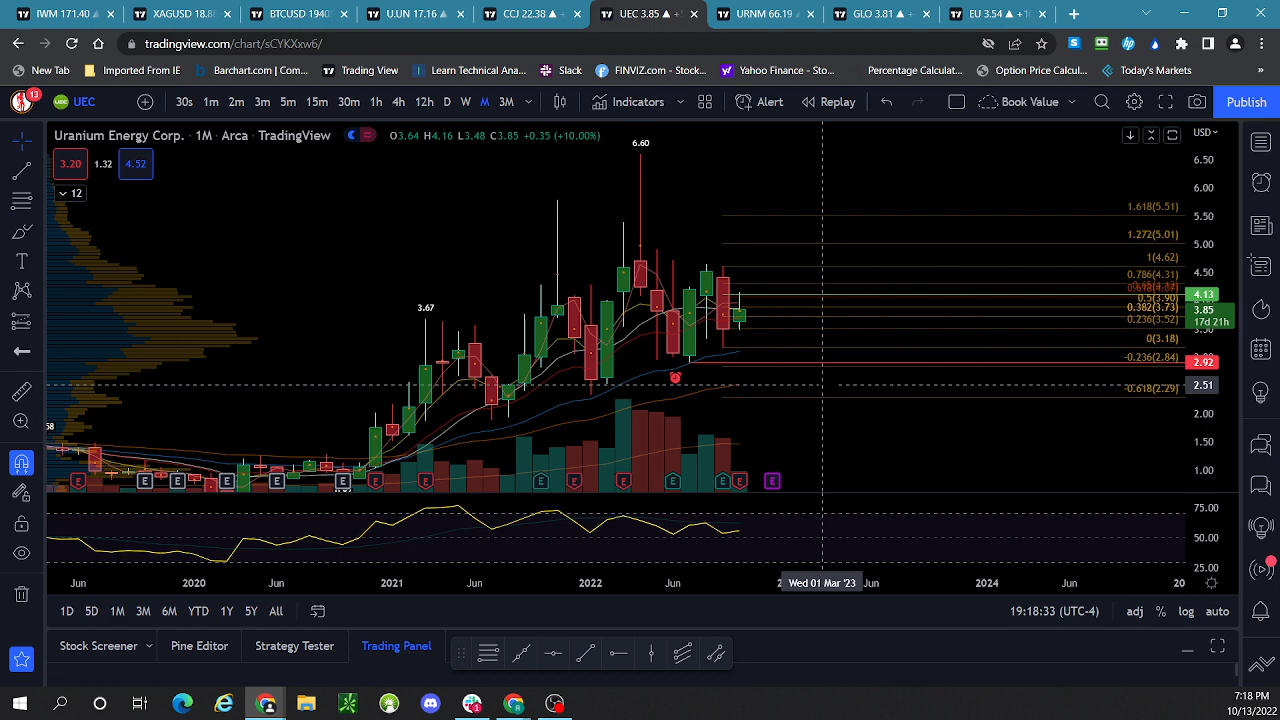 IWM 171.40
XAGUSD 18.88
BTCUSD 1940
U.UN 17.16
CCJ 22.38
UEC 3.85
URNM 66.19
GLO 3.81
EU 3.54
tradingview.com/chart/sCYKXxw6/
New Tab
Imported From IE
Barchart.com | Com...
Trading View
Learn Technical Ana...
Slack
FINVIZ.com - Stock...
Yahoo Finance - Sto...
Percentage Calculat...
Option Price Calcul...
Today's Markets
»
13
UEC
30s 1m 2m 3m 5m 15m 30m 1h 4h 12h D W M 3M
Indicators
Alert
Replay
Book Value
Publish
Uranium Energy Corp. · 1M · Arca · TradingView
O3.64 H4.16 L3.48 C3.85 +0.35 (+10.00%)
USD
3.20 1.32 4.52
12
6.60
3.67
6.50
6.00
1.618(5.51)
5.50
1.272(5.01)
5.00
1(4.62)
4.50
0.786(4.31)
0.5(3.90)
4.13
0.382(3.73)
3.85
17d 21h
0.236(3.52)
0(3.18)
-0.236(2.84)
2.92
-0.618(2.29)
2.51
2.00
1.50
1.00
75.00
50.00
25.00
Jun 2020 Jun 2021 Jun 2022 Jun Wed 01 Mar '23 Jun 2024 Jun 20
1D 5D 1M 3M 6M YTD 1Y 5Y All
19:18:33 (UTC-4)
adj % log auto
Stock Screener
Pine Editor
Strategy Tester
Trading Panel
7:18 PM
10/13/2022